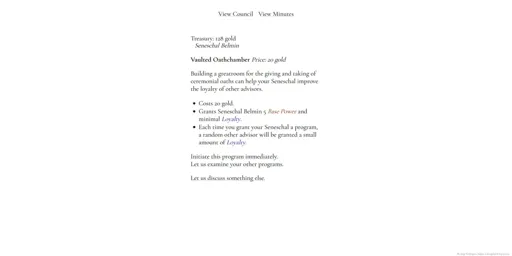 View Council View Minutes
Treasury: 128 gold
Seneschal Belmin
Vaulted Oathchamber Price: 20 gold
Building a greatroom for the giving and taking of
ceremonial oaths can help your Seneschal improve
the loyalty of other advisors.
• Costs 20 gold.
• Grants Seneschal Belmin 5 Base Power and
minimal Loyalty.
• Each time you grant your Seneschal a program,
a random other advisor will be granted a small
amount of Loyalty.
Initiate this program immediately.
Let us examine your other programs.
Let us discuss something else.